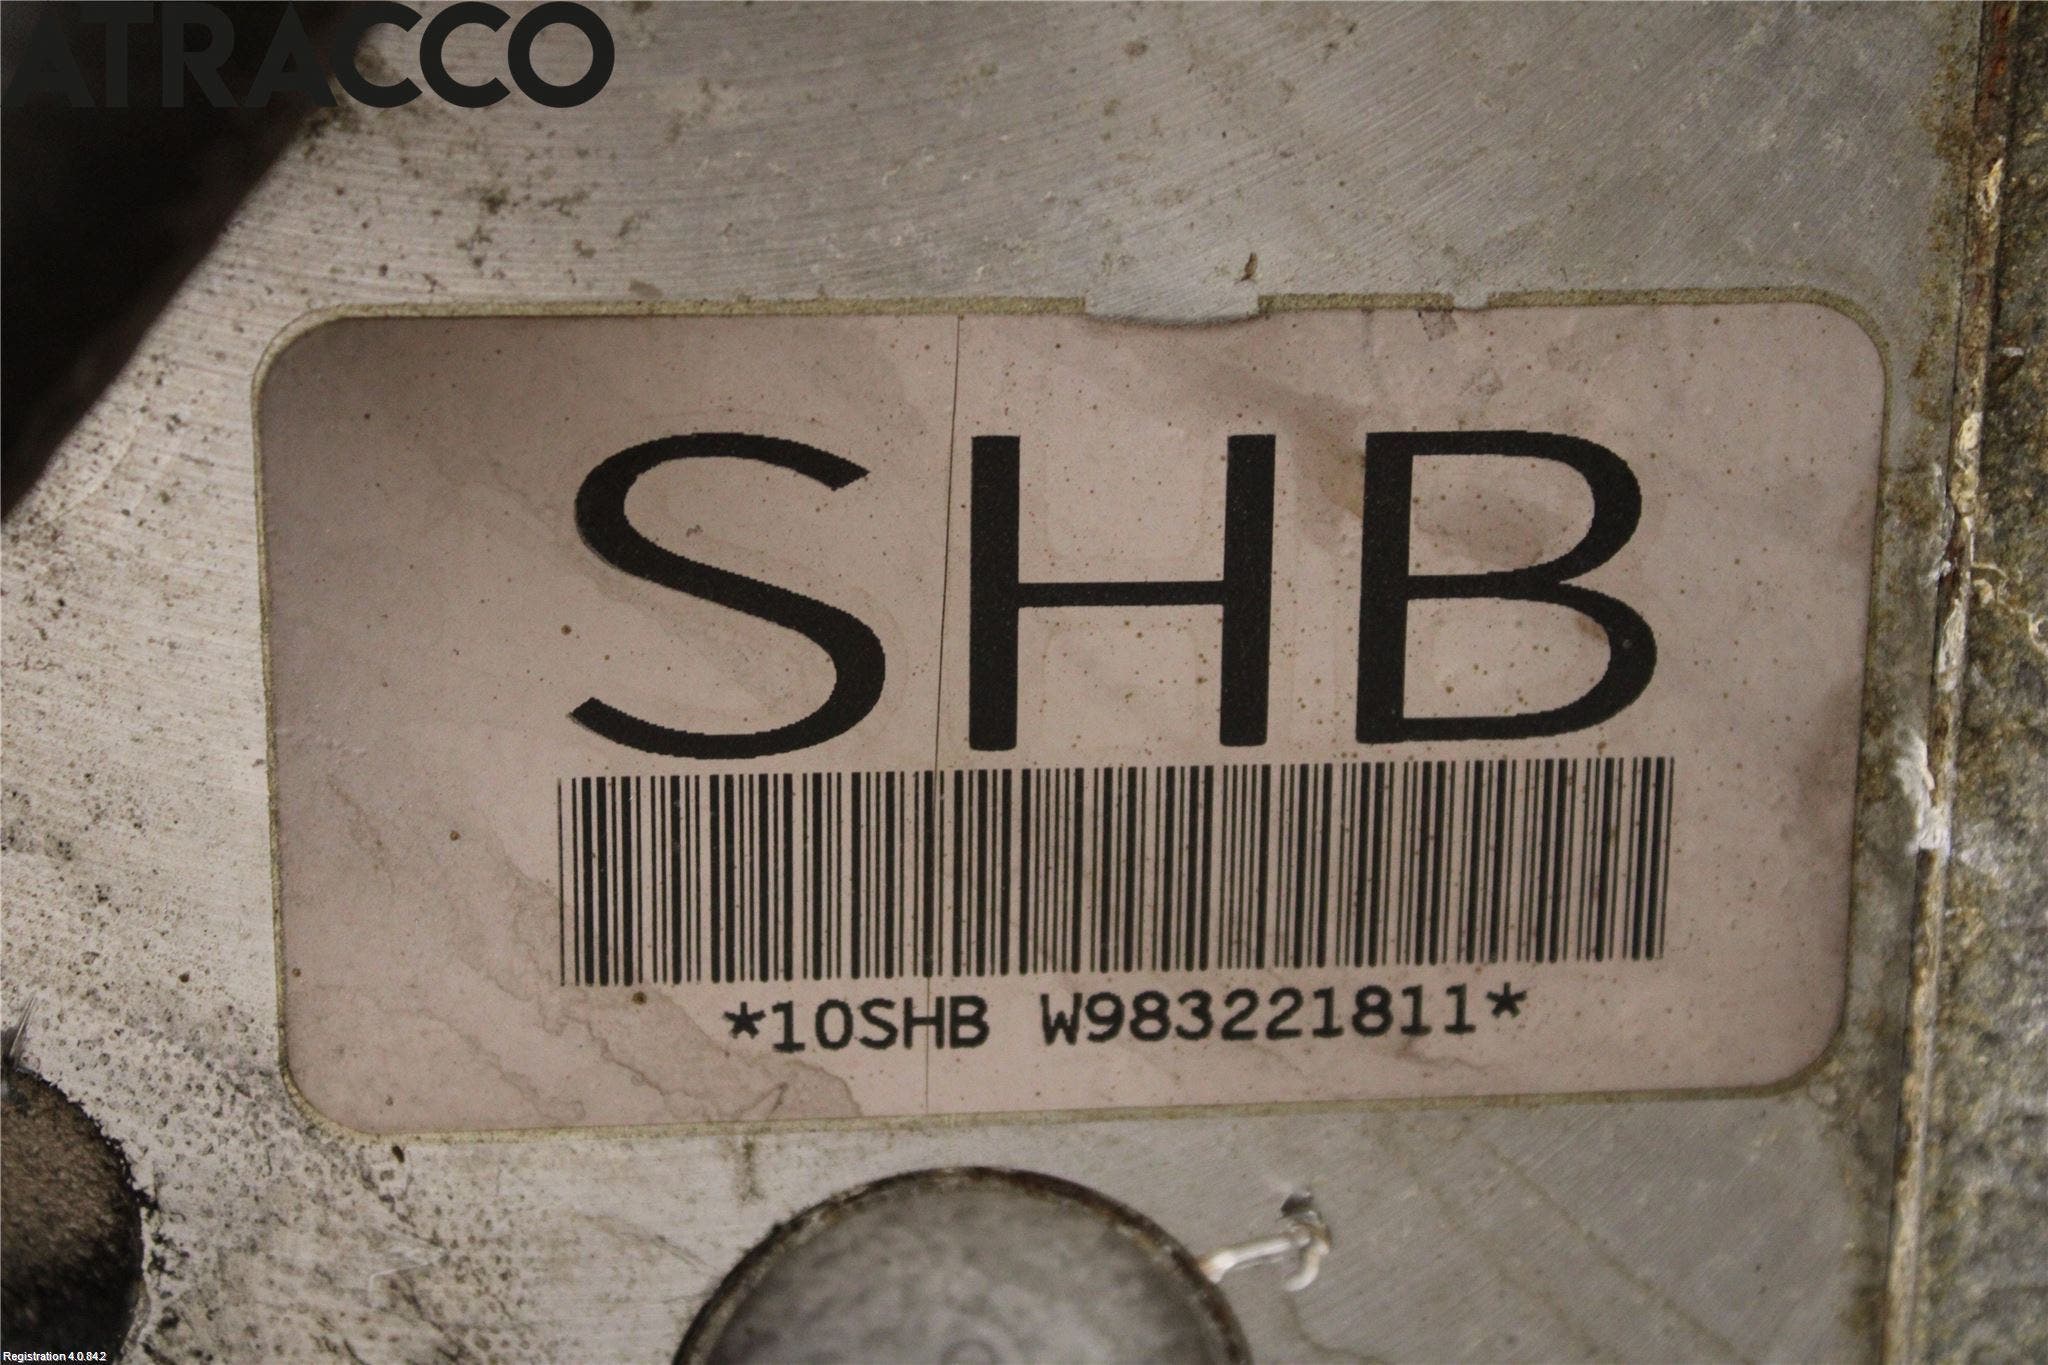 ATRACCO
SHB
*10SHB W983221811*
Registration 4.0.84.2